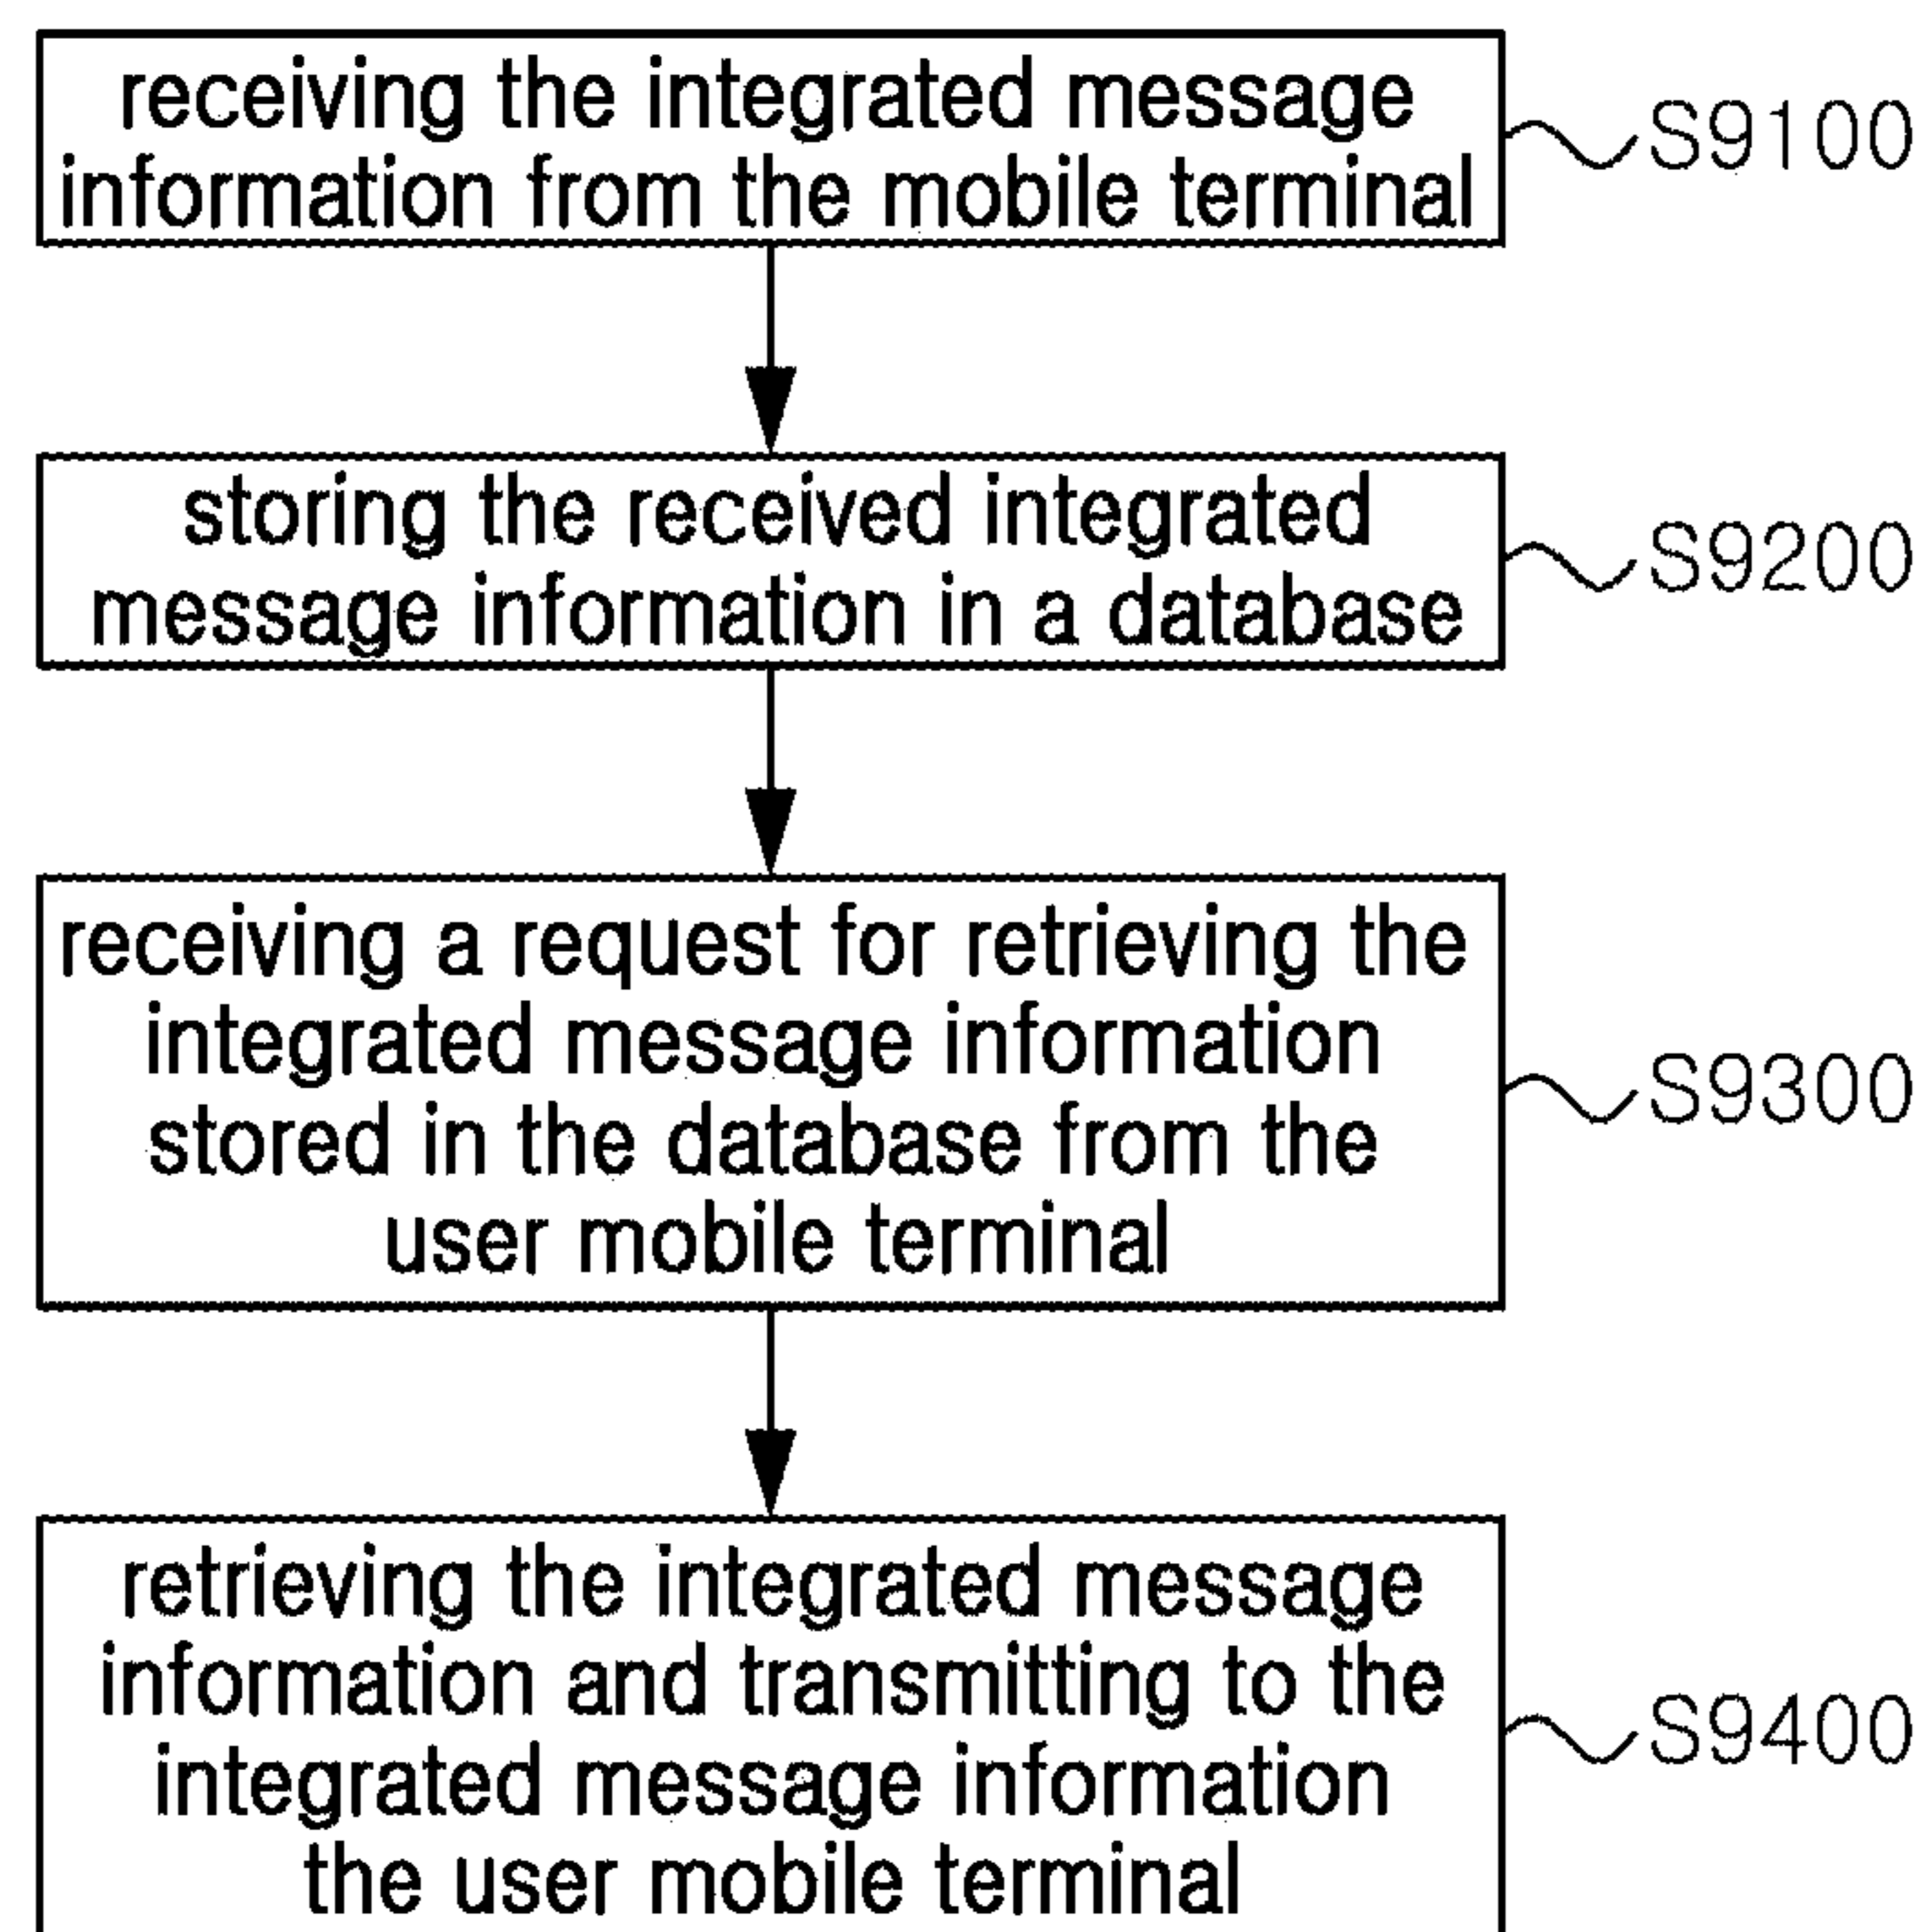 receiving the integrated message
information from the mobile terminal
S9100
storing the received integrated
message information in a database
S9200
receiving a request for retrieving the
integrated message information
stored in the database from the
user mobile terminal
S9300
retrieving the integrated message
information and transmitting to the
integrated message information
the user mobile terminal
S9400